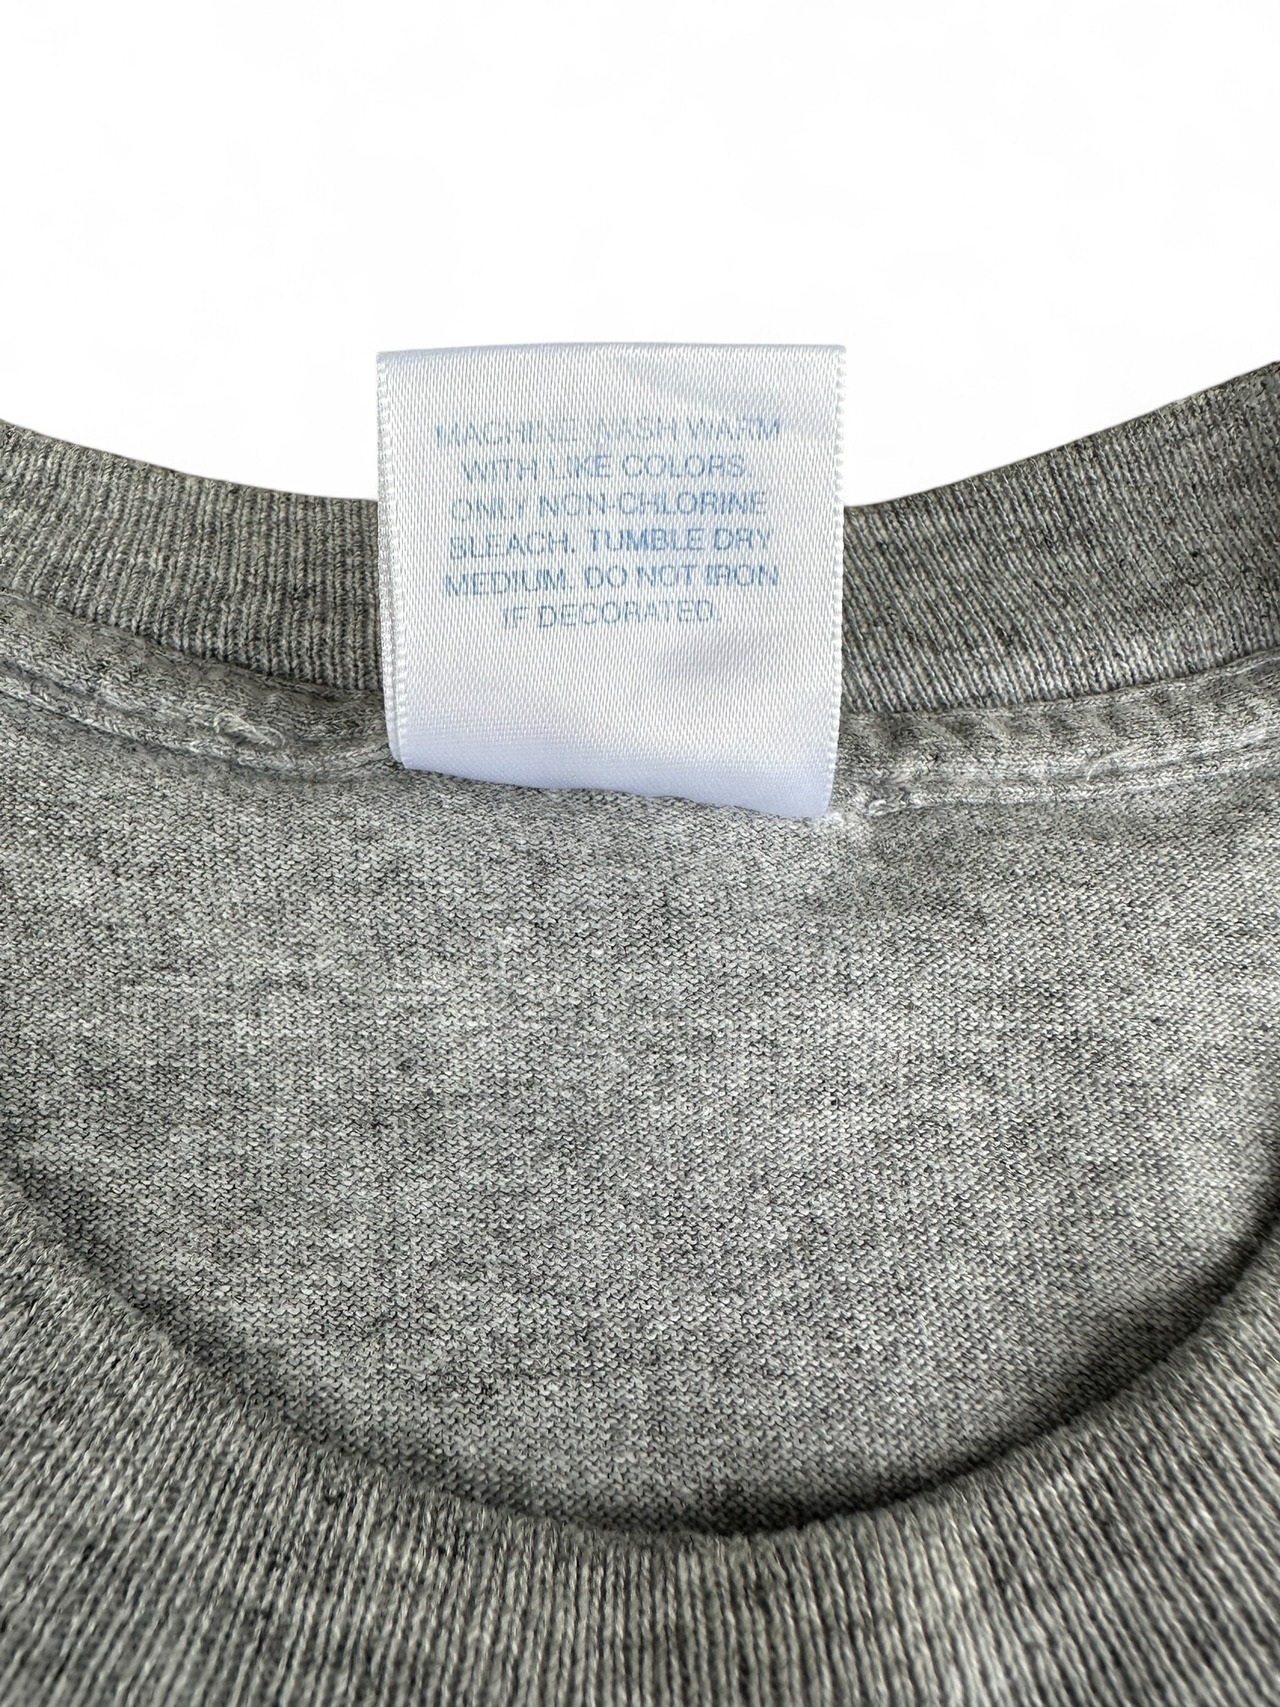 MACHINE WASH WARM
WITH LIKE COLORS.
ONLY NON-CHLORINE
BLEACH. TUMBLE DRY
MEDIUM. DO NOT IRON
IF DECORATED.